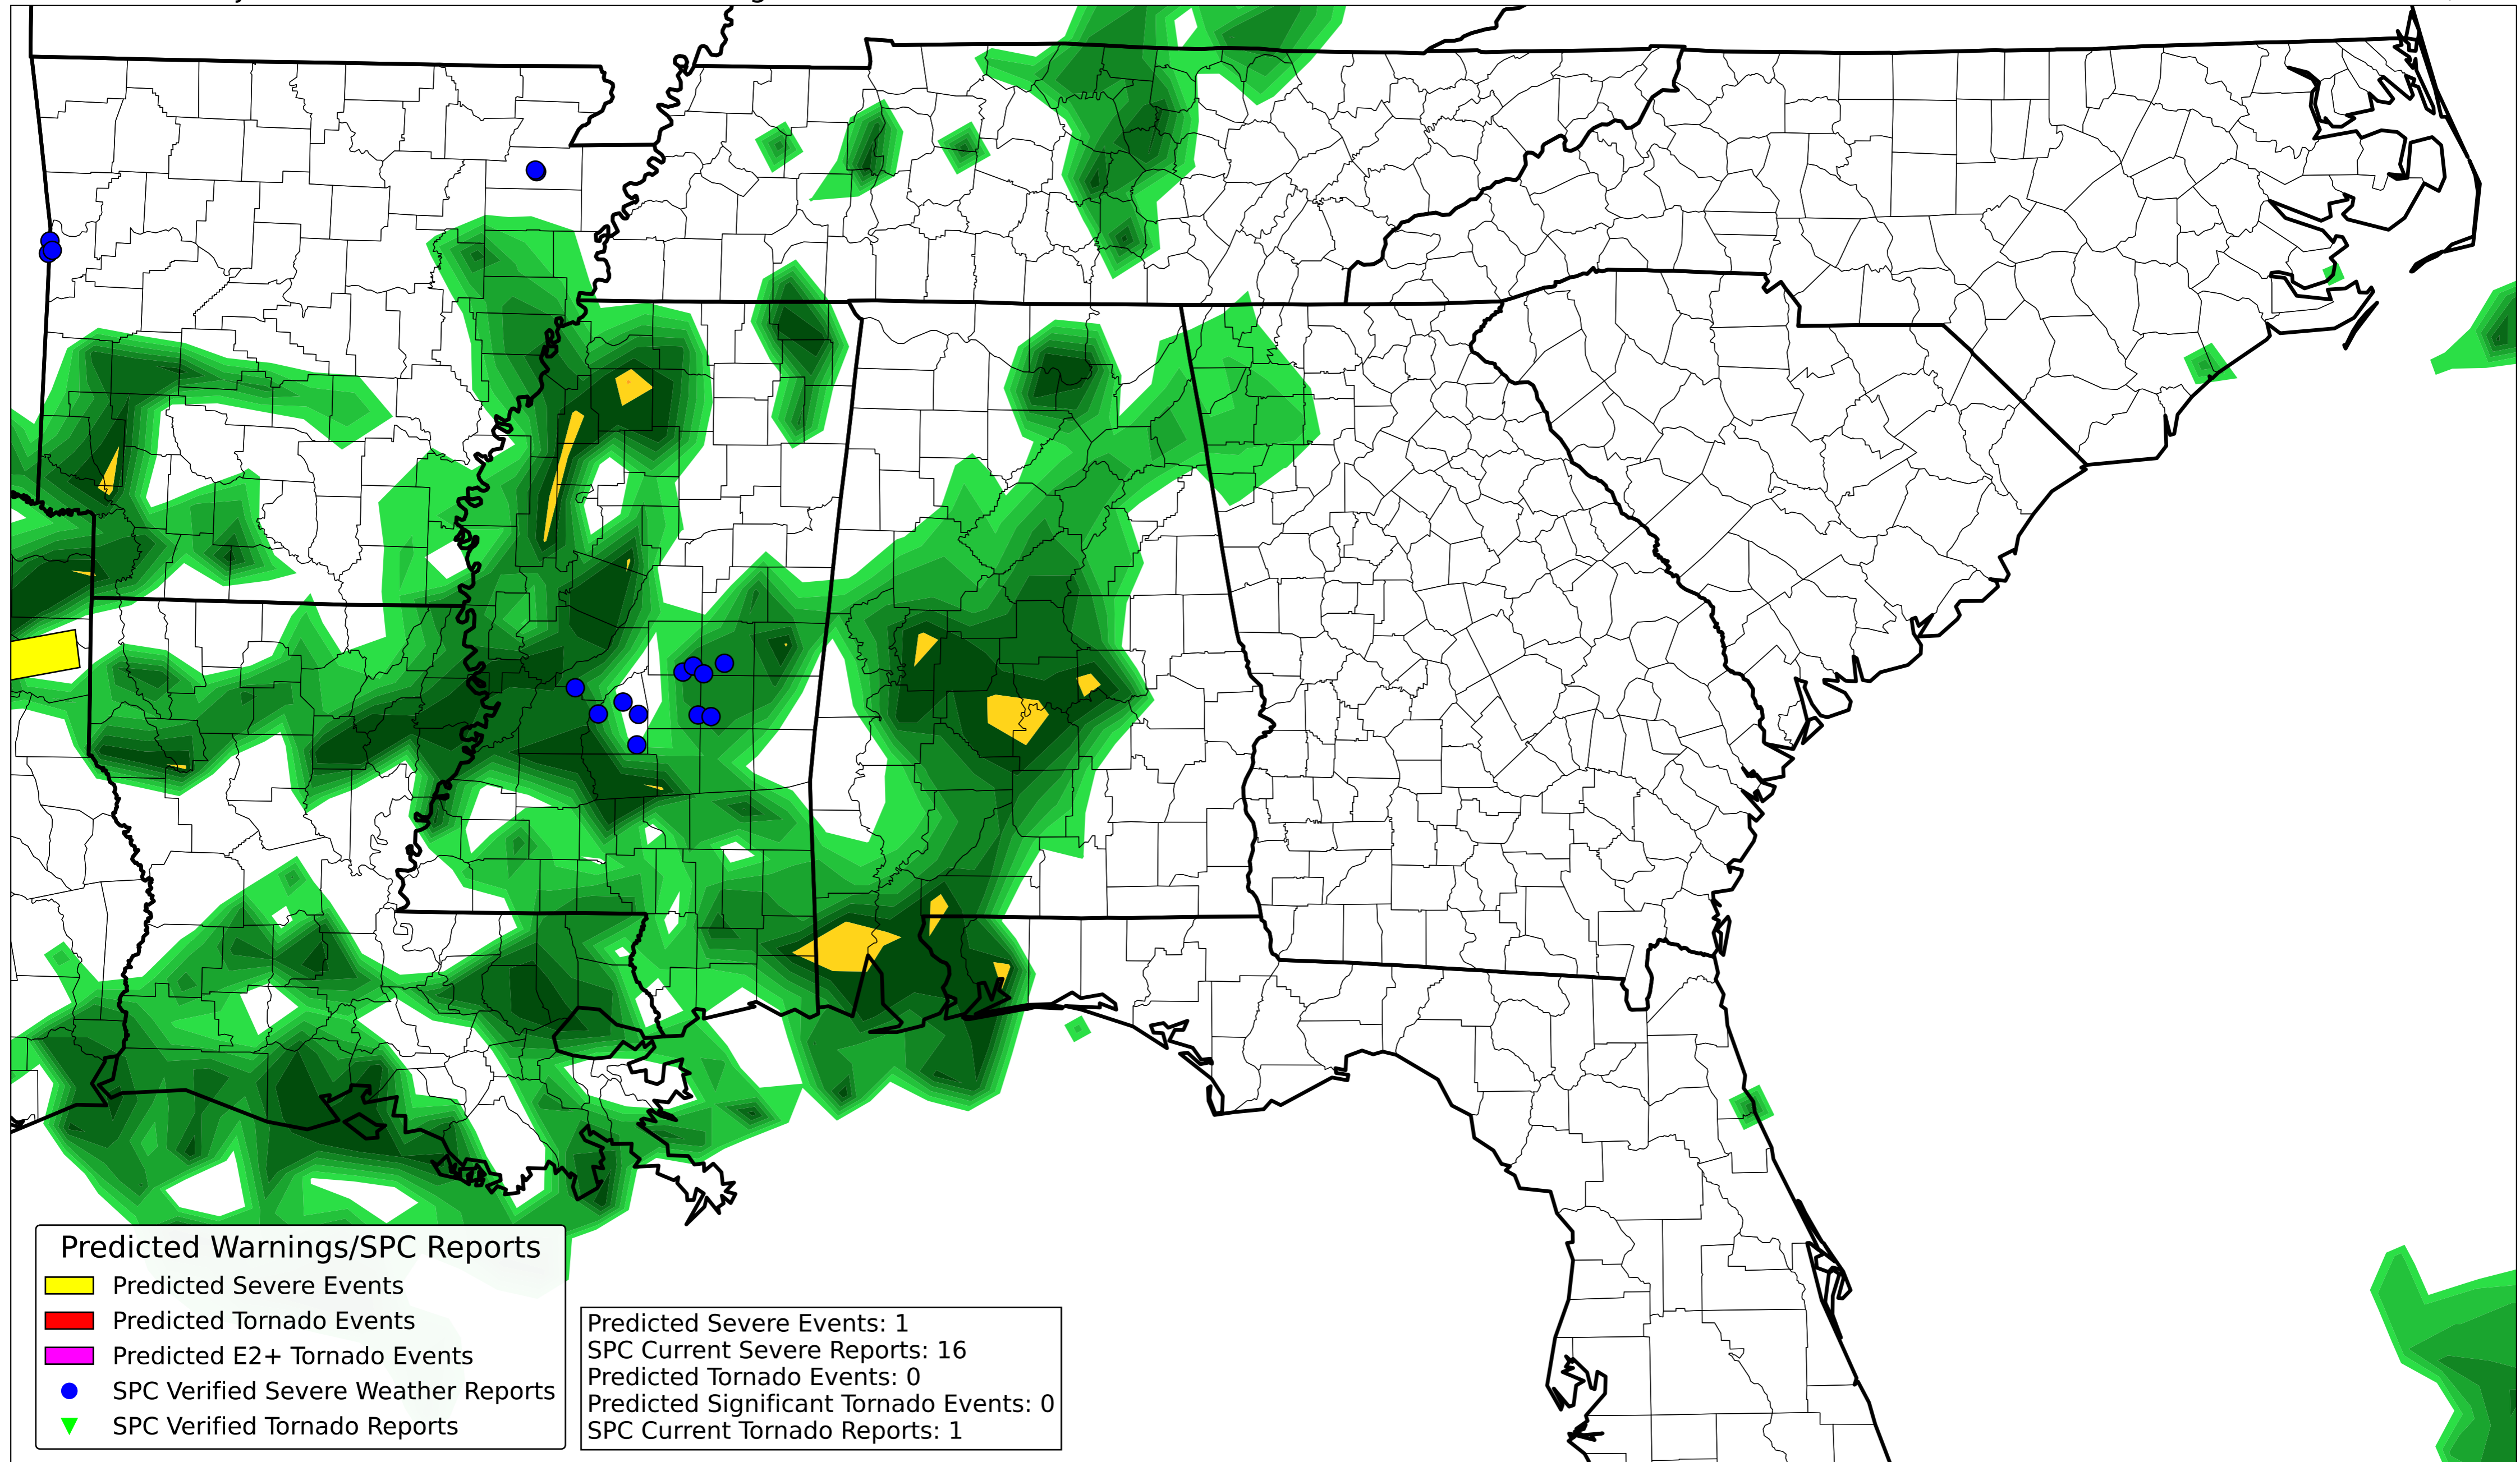 Predicted Warnings/SPC Reports
Predicted Severe Events
Predicted Tornado Events
Predicted E2+ Tornado Events
SPC Verified Severe Weather Reports
SPC Verified Tornado Reports
Predicted Severe Events: 1
SPC Current Severe Reports: 16
Predicted Tornado Events: 0
Predicted Significant Tornado Events: 0
SPC Current Tornado Reports: 1